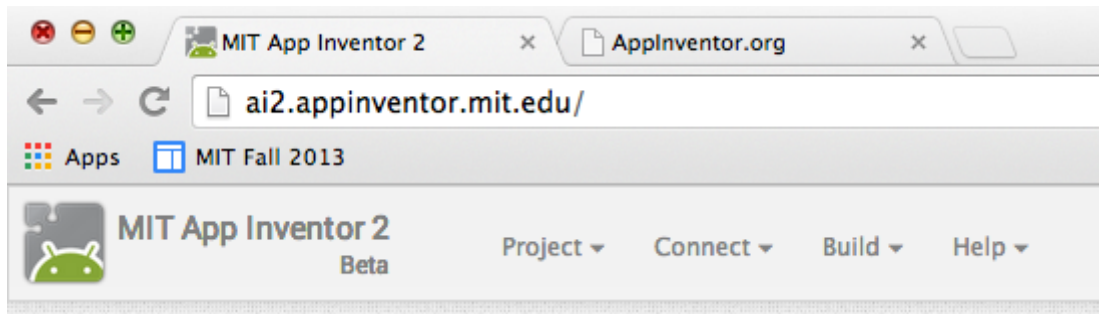 MIT App Inventor 2
AppInventor.org
ai2.appinventor.mit.edu/
Apps
MIT Fall 2013
MIT App Inventor 2
Beta
Project
Connect
Build
Help